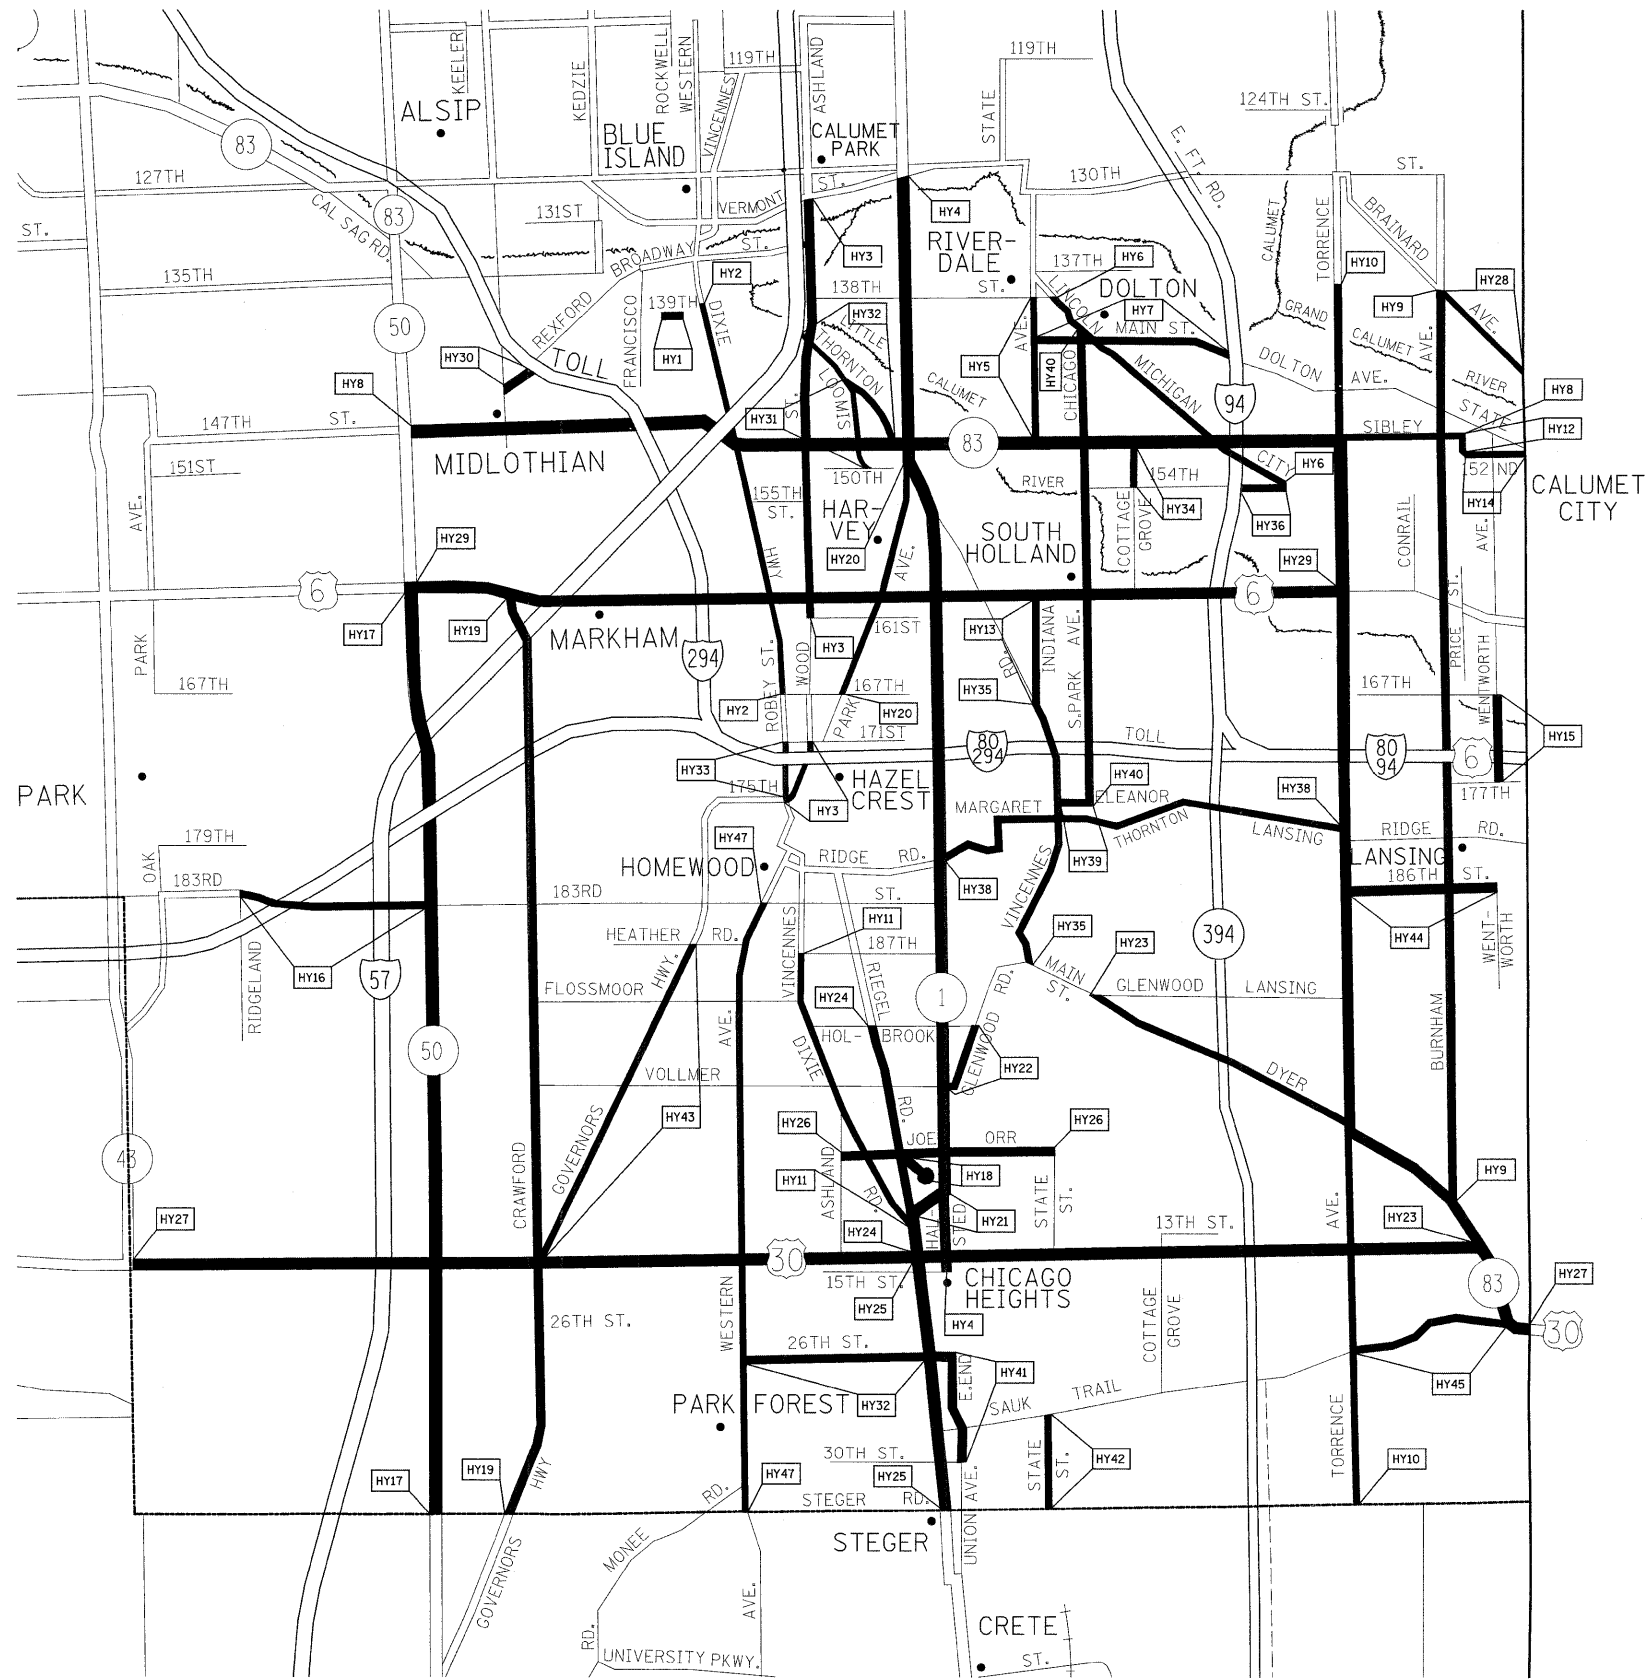 119TH
119TH
KEELER
KEDZIE
ROCKWELL
WESTERN
VINCENNES
ASHLAND
STATE
124TH ST.
ALSIP
BLUE
ISLAND
CALUMET
PARK
83
E. FT. RD.
127TH
ST.
130TH
ST.
CAL SAG RD.
83
131ST
VERMONT
HY4
TORRENCE
BRAINARD
CALUMET
ST.
BROADWAY
ST.
RIVER-
DALE
HY3
137TH
HY6
HY10
HY28
135TH
HY2
138TH
ST.
LINCOLN
DOLTON
HY7
GRAND
HY9
AVE.
50
REXFORD
FRANCISCO
139TH
DIXIE
HY32
LITTLE
AVE.
MAIN ST.
CALUMET
AVE.
HY30
TOLL
HY1
THORNTON
HY5
HY40
CHICAGO
MICHIGAN
DOLTON
AVE.
RIVER
HY8
LOOMIS
CALUMET
94
STATE
HY8
147TH
ST.
HY31
ST.
83
SIBLEY
HY12
MIDLOTHIAN
150TH
CITY
HY6
152 ND
151ST
RIVER
154TH
HY14
CALUMET
CITY
AVE.
155TH
ST.
HAR-
VEY
HY20
AVE.
SOUTH
HOLLAND
COTTAGE
GROVE
HY34
HY36
CONRAIL
AVE.
HY29
HWY
HY29
6
6
HY17
HY19
MARKHAM
161ST
HY13
INDIANA
AVE.
ST.
PARK
294
ROBEY ST.
WOOD
HY3
RD.
S.PARK
PRICE
WENTWORTH
167TH
HY2
167TH
HY20
HY35
167TH
PARK
171ST
80
294
TOLL
80
94
6
HY15
HY33
175TH
HAZEL
CREST
HY3
HY40
ELEANOR
HY38
177TH
PARK
MARGARET
THORNTON
LANSING
RIDGE
RD.
179TH
HY47
HOMEWOOD
RIDGE
RD.
HY39
LANSING
OAK
183RD
183RD
ST.
HY38
VINCENNES
186TH
ST.
HEATHER
RD.
VINCENNES
HY11
187TH
HY35
HY23
394
HY44
WENT-
WORTH
HY16
57
RIDGELAND
FLOSSMOOR
HWY.
HY24
RIEGEL
1
RD.
MAIN
ST.
GLENWOOD
LANSING
50
AVE.
HOL-
BROOK
DIXIE
GLENWOOD
HY22
BURNHAM
VOLLMER
DYER
HY43
HY26
RD.
JOE
ORR
HY26
43
CRAWFORD
GOVERNORS
ASHLAND
HY11
HY18
STATE
ST.
HY9
HY27
RD.
HY24
HAL-
STED
HY21
13TH ST.
AVE.
HY23
30
15TH ST.
CHICAGO
HEIGHTS
83
HY27
HY25
HY4
26TH ST.
WESTERN
26TH ST.
COTTAGE
GROVE
30
E.END
HY41
HY45
PARK FOREST
HY32
SAUK
TRAIL
TORRENCE
30TH ST.
STATE
ST.
HY42
HY10
HY17
HY19
HWY
RD.
HY47
HY25
STEGER
RD.
UNION AVE.
STEGER
GOVERNORS
MONEE
AVE.
RD.
CRETE
UNIVERSITY PKWY.
ST.